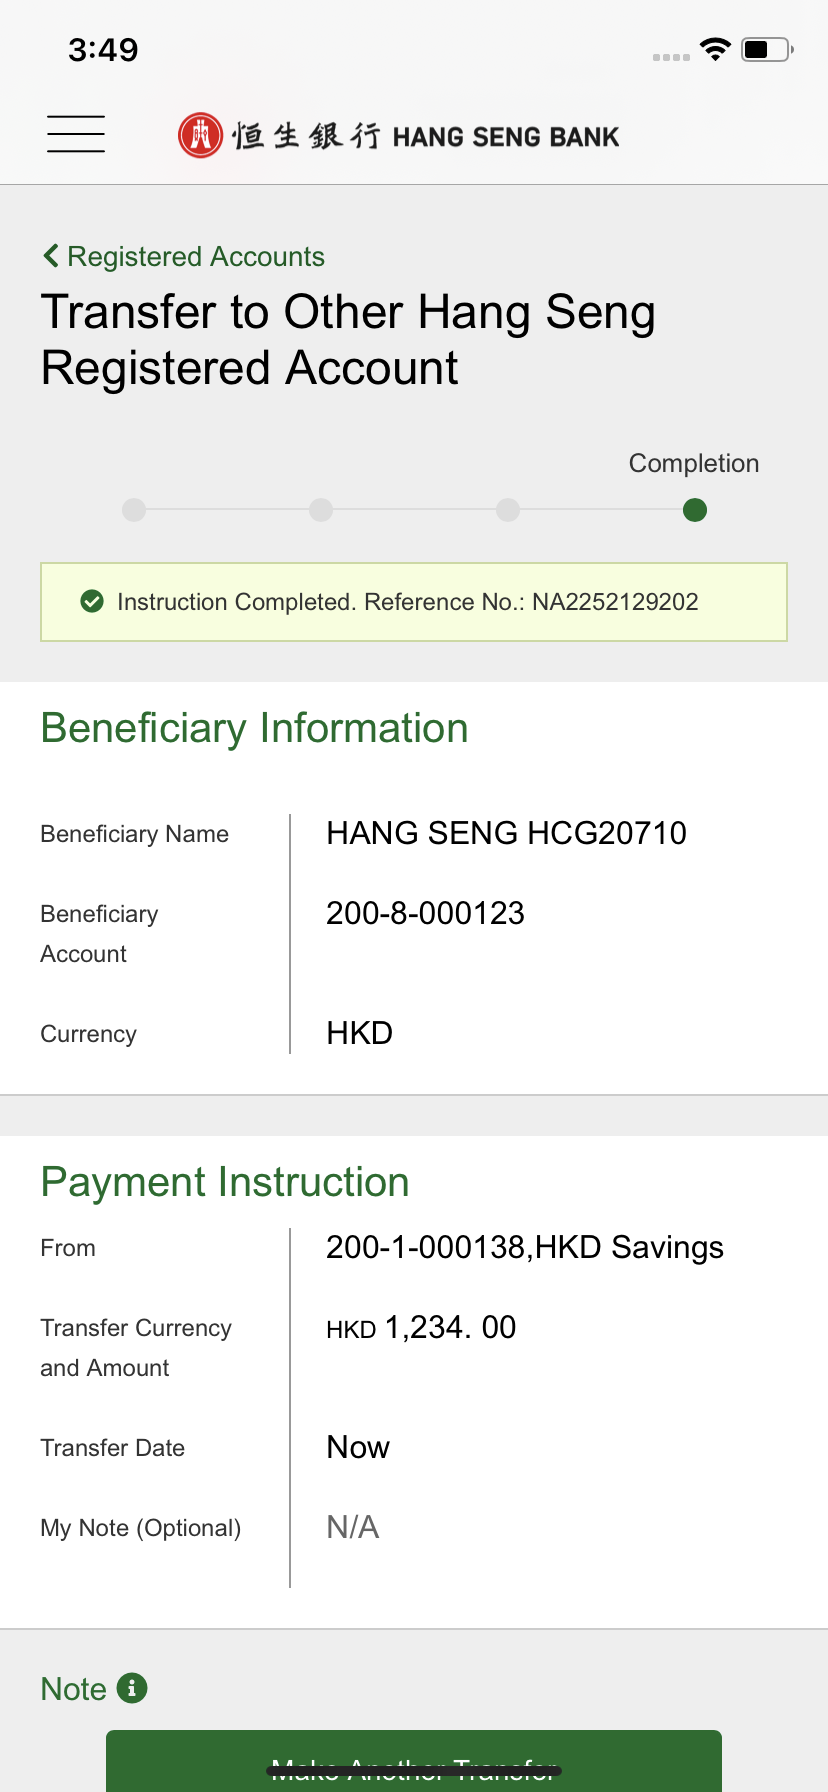 3:49
恒生銀行 HANG SENG BANK
Registered Accounts
Transfer to Other Hang Seng
Registered Account
Completion
Instruction Completed. Reference No.: NA2252129202
Beneficiary Information
Beneficiary Name
HANG SENG HCG20710
Beneficiary
Account
200-8-000123
Currency
HKD
Payment Instruction
From
200-1-000138,HKD Savings
Transfer Currency
and Amount
HKD 1,234. 00
Transfer Date
Now
My Note (Optional)
N/A
Note
Make Another Transfer